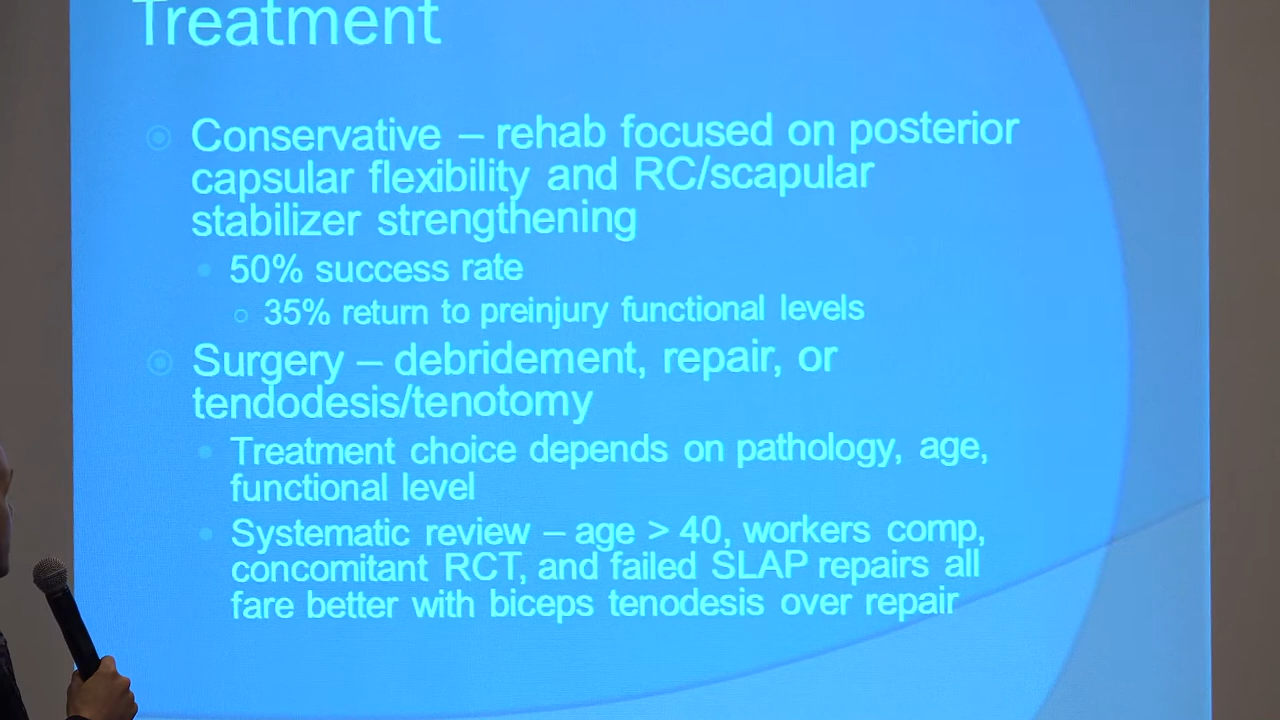 Treatment
Conservative – rehab focused on posterior
capsular flexibility and RC/scapular
stabilizer strengthening
50% success rate
35% return to preinjury functional levels
Surgery – debridement, repair, or
tendodesis/tenotomy
Treatment choice depends on pathology, age,
functional level
Systematic review – age > 40, workers comp,
concomitant RCT, and failed SLAP repairs all
fare better with biceps tenodesis over repair